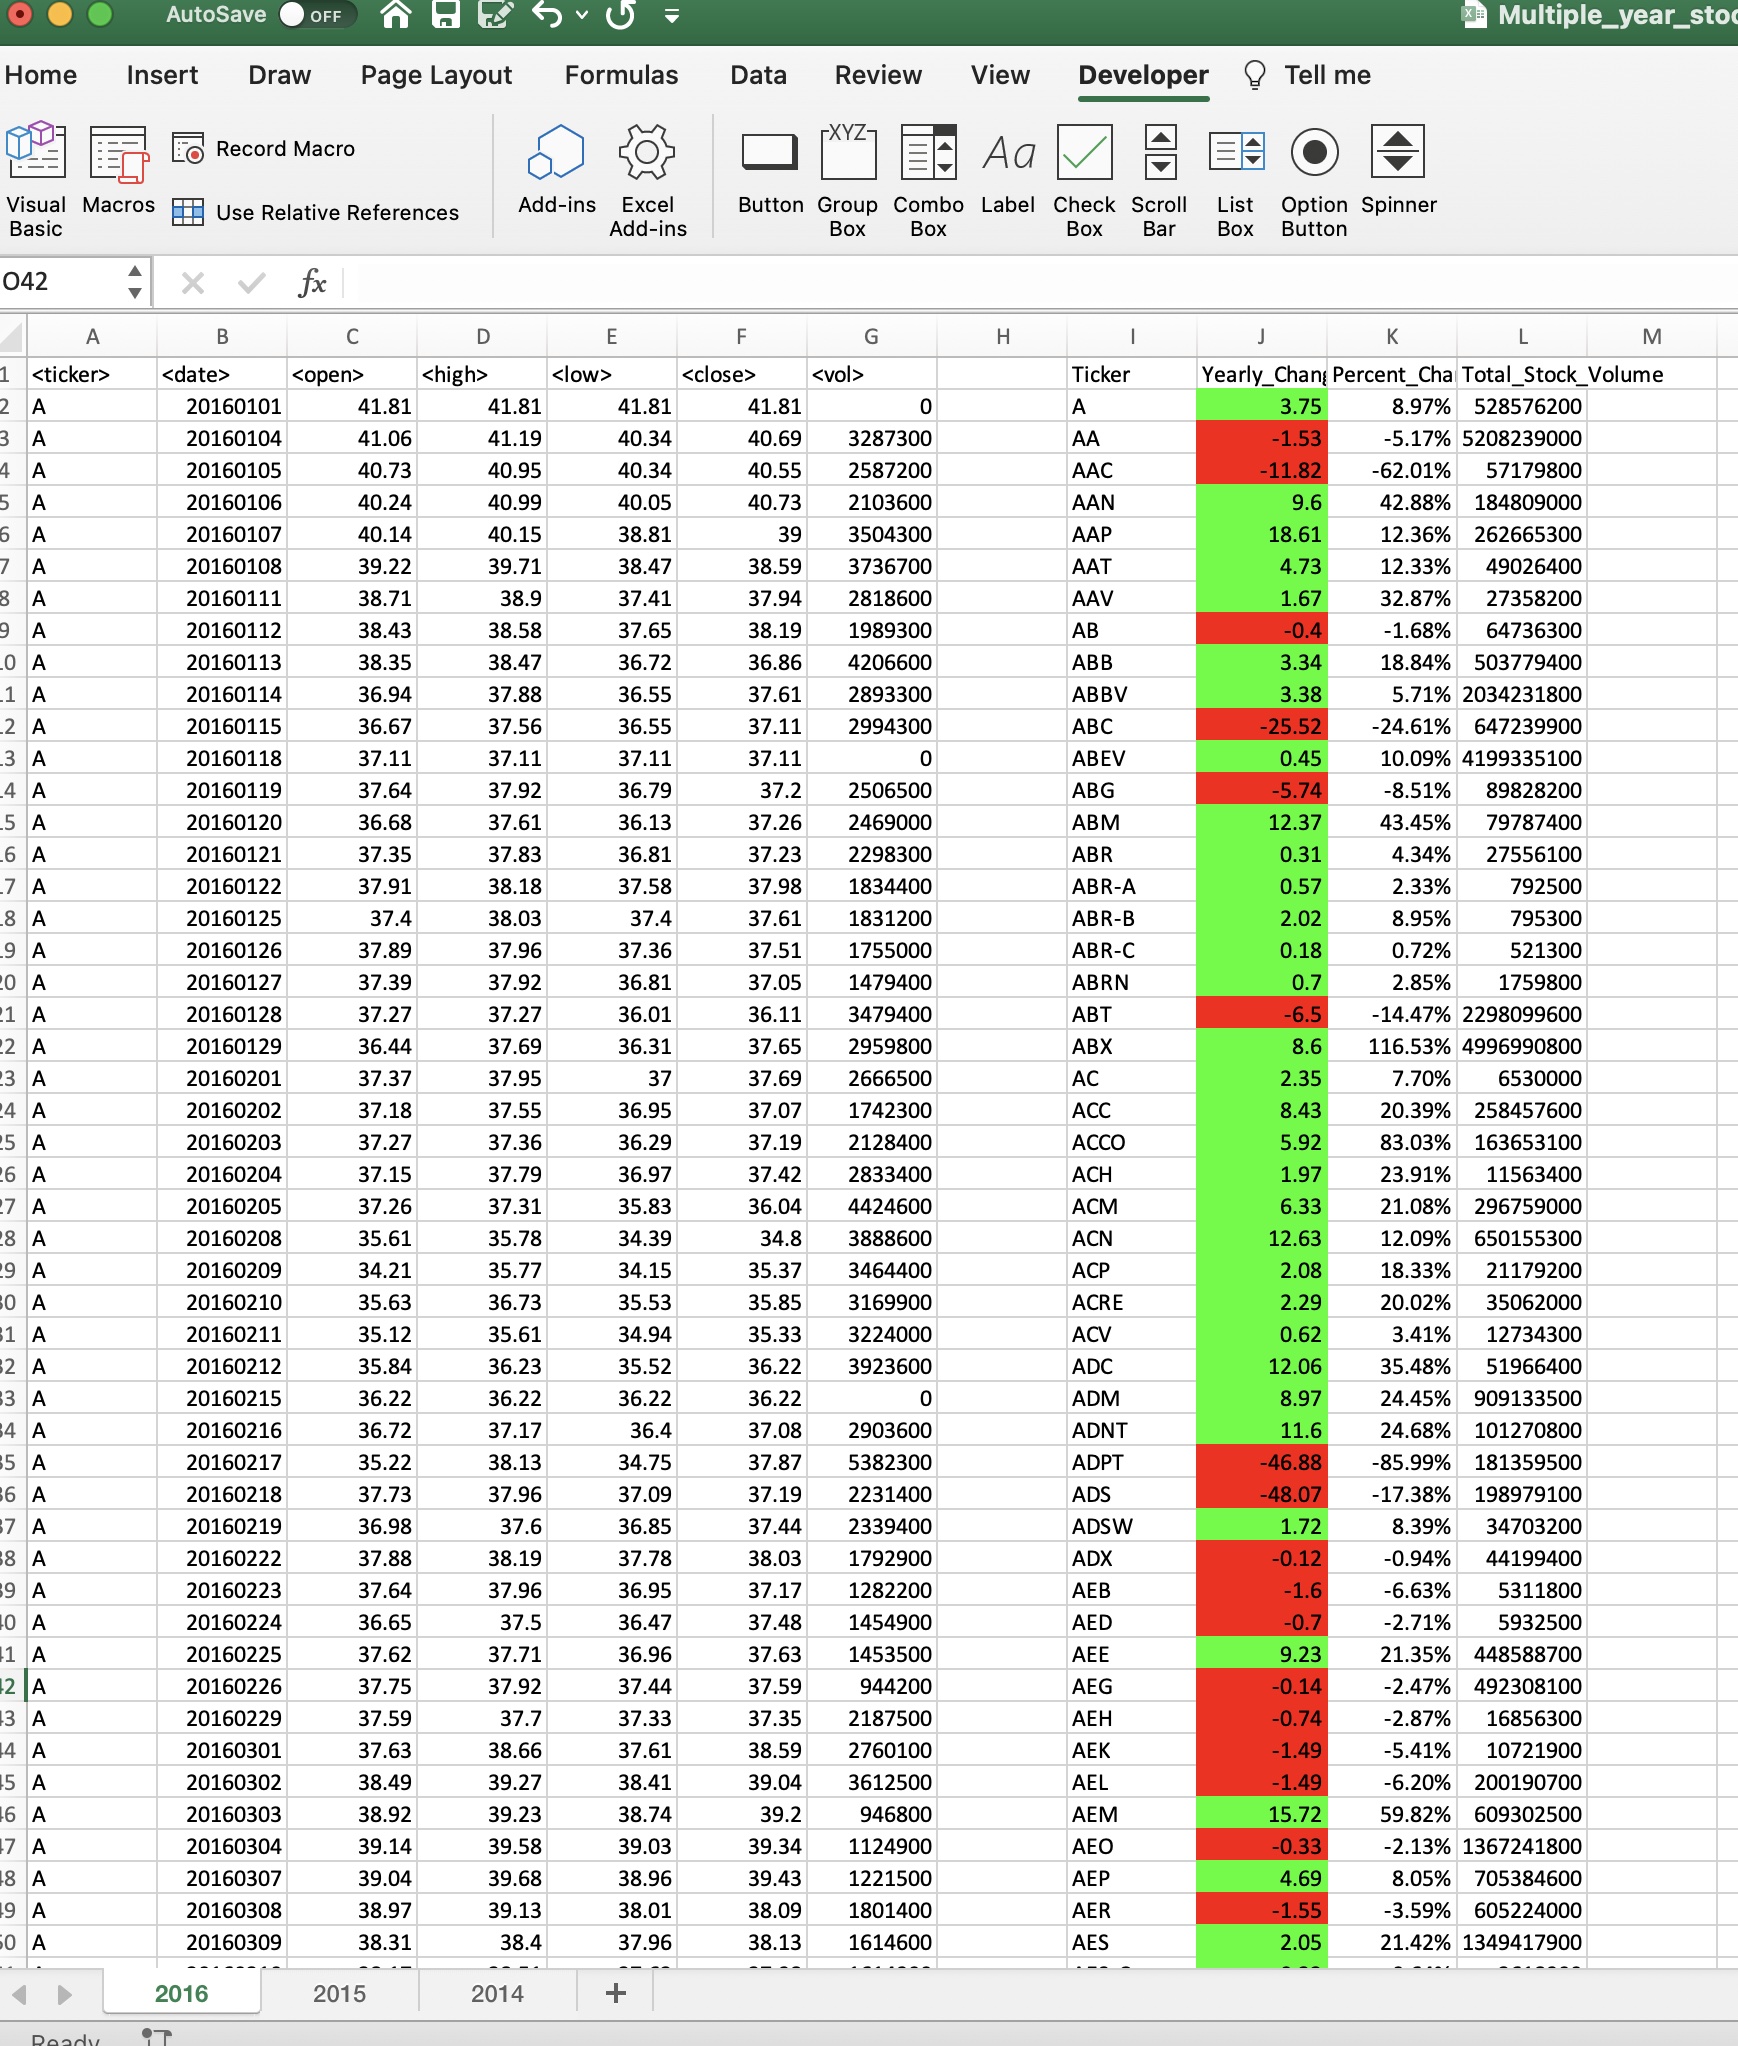 AutoSave OFF Multiple_year_stoc
Home Insert Draw Page Layout Formulas Data Review View Developer Tell me
Visual Basic Macros Record Macro Use Relative References Add-ins Excel Add-ins Button Group Box Combo Box Label Check Box Scroll Bar List Box Option Button Spinner
XYZ Aa
O42 fx
A B C D E F G H I J K L M
1 <ticker> <date> <open> <high> <low> <close> <vol> Ticker Yearly_Chang Percent_Cha Total_Stock_Volume
2 A 20160101 41.81 41.81 41.81 41.81 0 A 3.75 8.97% 528576200
3 A 20160104 41.06 41.19 40.34 40.69 3287300 AA -1.53 -5.17% 5208239000
4 A 20160105 40.73 40.95 40.34 40.55 2587200 AAC -11.82 -62.01% 57179800
5 A 20160106 40.24 40.99 40.05 40.73 2103600 AAN 9.6 42.88% 184809000
6 A 20160107 40.14 40.15 38.81 39 3504300 AAP 18.61 12.36% 262665300
7 A 20160108 39.22 39.71 38.47 38.59 3736700 AAT 4.73 12.33% 49026400
8 A 20160111 38.71 38.9 37.41 37.94 2818600 AAV 1.67 32.87% 27358200
9 A 20160112 38.43 38.58 37.65 38.19 1989300 AB -0.4 -1.68% 64736300
10 A 20160113 38.35 38.47 36.72 36.86 4206600 ABB 3.34 18.84% 503779400
11 A 20160114 36.94 37.88 36.55 37.61 2893300 ABBV 3.38 5.71% 2034231800
12 A 20160115 36.67 37.56 36.55 37.11 2994300 ABC -25.52 -24.61% 647239900
13 A 20160118 37.11 37.11 37.11 37.11 0 ABEV 0.45 10.09% 4199335100
14 A 20160119 37.64 37.92 36.79 37.2 2506500 ABG -5.74 -8.51% 89828200
15 A 20160120 36.68 37.61 36.13 37.26 2469000 ABM 12.37 43.45% 79787400
16 A 20160121 37.35 37.83 36.81 37.23 2298300 ABR 0.31 4.34% 27556100
17 A 20160122 37.91 38.18 37.58 37.98 1834400 ABR-A 0.57 2.33% 792500
18 A 20160125 37.4 38.03 37.4 37.61 1831200 ABR-B 2.02 8.95% 795300
19 A 20160126 37.89 37.96 37.36 37.51 1755000 ABR-C 0.18 0.72% 521300
20 A 20160127 37.39 37.92 36.81 37.05 1479400 ABRN 0.7 2.85% 1759800
21 A 20160128 37.27 37.27 36.01 36.11 3479400 ABT -6.5 -14.47% 2298099600
22 A 20160129 36.44 37.69 36.31 37.65 2959800 ABX 8.6 116.53% 4996990800
23 A 20160201 37.37 37.95 37 37.69 2666500 AC 2.35 7.70% 6530000
24 A 20160202 37.18 37.55 36.95 37.07 1742300 ACC 8.43 20.39% 258457600
25 A 20160203 37.27 37.36 36.29 37.19 2128400 ACCO 5.92 83.03% 163653100
26 A 20160204 37.15 37.79 36.97 37.42 2833400 ACH 1.97 23.91% 11563400
27 A 20160205 37.26 37.31 35.83 36.04 4424600 ACM 6.33 21.08% 296759000
28 A 20160208 35.61 35.78 34.39 34.8 3888600 ACN 12.63 12.09% 650155300
29 A 20160209 34.21 35.77 34.15 35.37 3464400 ACP 2.08 18.33% 21179200
30 A 20160210 35.63 36.73 35.53 35.85 3169900 ACRE 2.29 20.02% 35062000
31 A 20160211 35.12 35.61 34.94 35.33 3224000 ACV 0.62 3.41% 12734300
32 A 20160212 35.84 36.23 35.52 36.22 3923600 ADC 12.06 35.48% 51966400
33 A 20160215 36.22 36.22 36.22 36.22 0 ADM 8.97 24.45% 909133500
34 A 20160216 36.72 37.17 36.4 37.08 2903600 ADNT 11.6 24.68% 101270800
35 A 20160217 35.22 38.13 34.75 37.87 5382300 ADPT -46.88 -85.99% 181359500
36 A 20160218 37.73 37.96 37.09 37.19 2231400 ADS -48.07 -17.38% 198979100
37 A 20160219 36.98 37.6 36.85 37.44 2339400 ADSW 1.72 8.39% 34703200
38 A 20160222 37.88 38.19 37.78 38.03 1792900 ADX -0.12 -0.94% 44199400
39 A 20160223 37.64 37.96 36.95 37.17 1282200 AEB -1.6 -6.63% 5311800
40 A 20160224 36.65 37.5 36.47 37.48 1454900 AED -0.7 -2.71% 5932500
41 A 20160225 37.62 37.71 36.96 37.63 1453500 AEE 9.23 21.35% 448588700
42 A 20160226 37.75 37.92 37.44 37.59 944200 AEG -0.14 -2.47% 492308100
43 A 20160229 37.59 37.7 37.33 37.35 2187500 AEH -0.74 -2.87% 16856300
44 A 20160301 37.63 38.66 37.61 38.59 2760100 AEK -1.49 -5.41% 10721900
45 A 20160302 38.49 39.27 38.41 39.04 3612500 AEL -1.49 -6.20% 200190700
46 A 20160303 38.92 39.23 38.74 39.2 946800 AEM 15.72 59.82% 609302500
47 A 20160304 39.14 39.58 39.03 39.34 1124900 AEO -0.33 -2.13% 1367241800
48 A 20160307 39.04 39.68 38.96 39.43 1221500 AEP 4.69 8.05% 705384600
49 A 20160308 38.97 39.13 38.01 38.09 1801400 AER -1.55 -3.59% 605224000
50 A 20160309 38.31 38.4 37.96 38.13 1614600 AES 2.05 21.42% 1349417900
2016 2015 2014 +
Ready